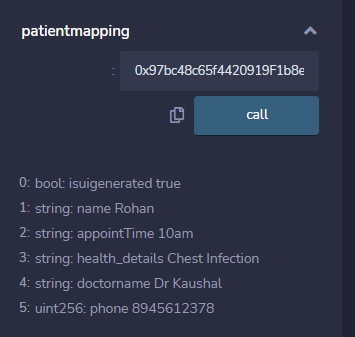 patientmapping
: 0x97bc48c65f4420919F1b8e
call
0: bool: isuigenerated true
1: string: name Rohan
2: string: appointTime 10am
3: string: health_details Chest Infection
4: string: doctorname Dr Kaushal
5: uint256: phone 8945612378